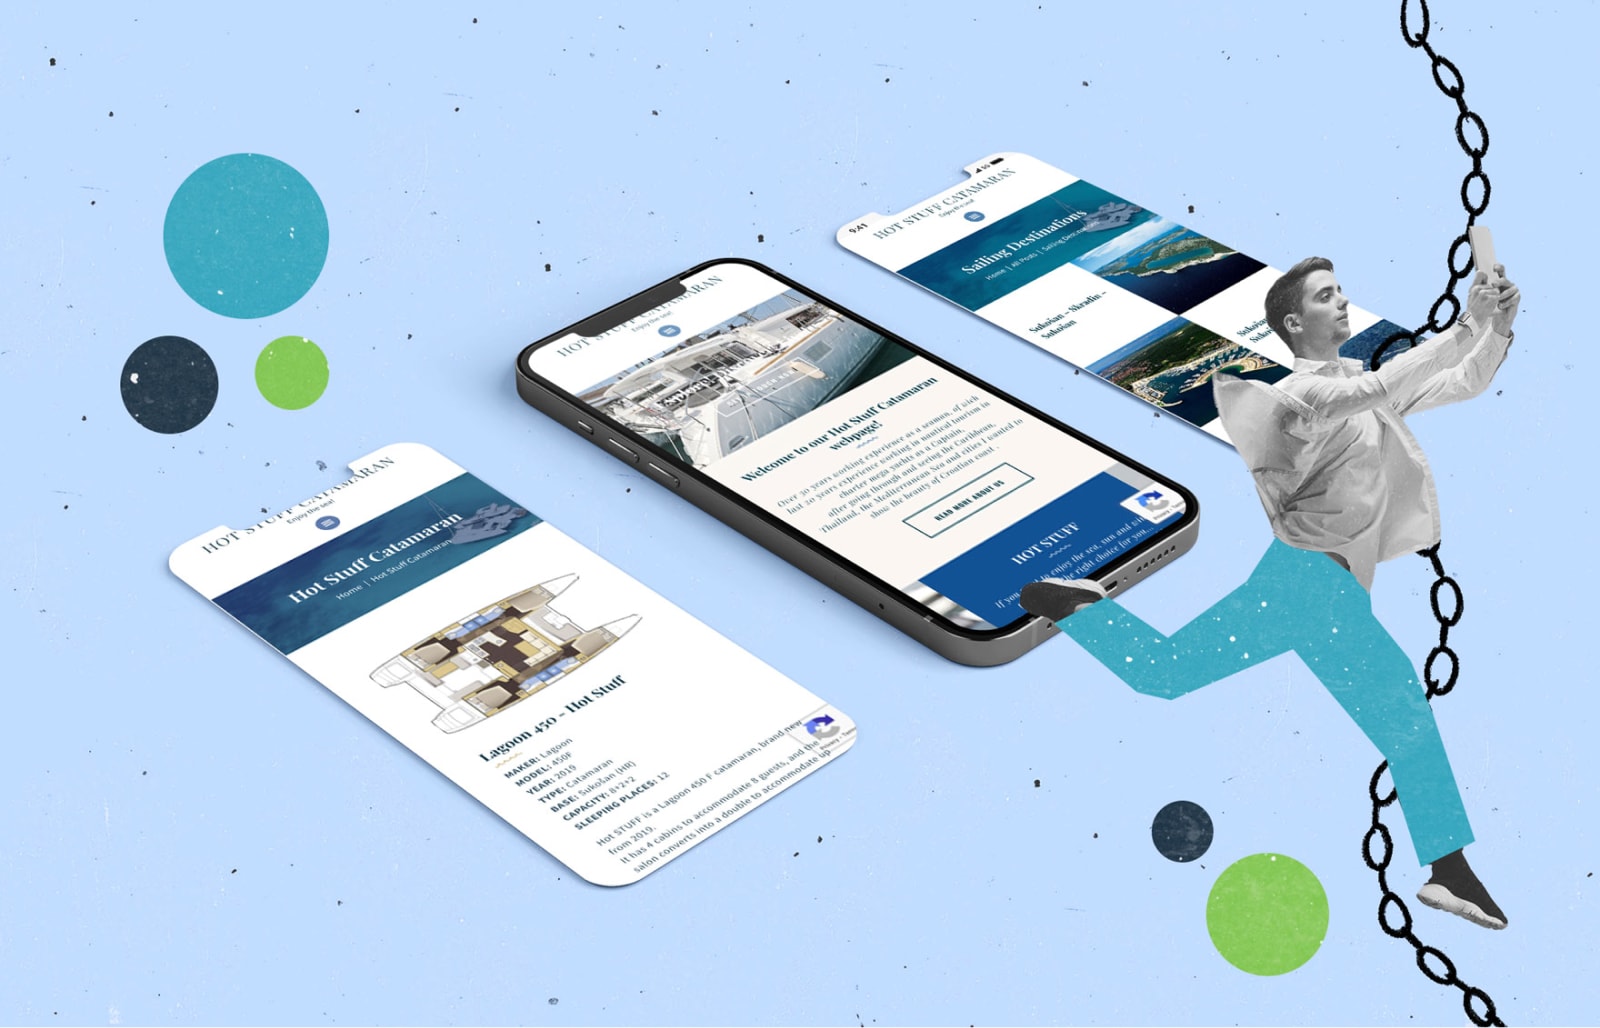 HOT STUFF CATAMARAN
Enjoy the sea!
Hot Stuff Catamaran
Home | Hot Stuff Catamaran
Lagoon 450 - Hot Stuff
MAKER: Lagoon
MODEL: 450F
YEAR: 2019
TYPE: Catamaran
BASE: Sukošan (HR)
CAPACITY: 8+2+2
SLEEPING PLACES: 12
Hot STUFF is a Lagoon 450 F catamaran, brand new
from 2019.
It has 4 cabins to accommodate 8 guests, and the
salon converts into a double to accommodate up
HOT STUFF CATAMARAN
Enjoy the sea!
Welcome to our Hot Stuff Catamaran
webpage!
Over 30 years working experience as a seaman, of wich
last 20 years experience working in nautical tourism in
charter mega yachts as a Captain,
after going through and seeing the Caribbean,
Thailand, the Mediterranean Sea and cities I wanted to
show the beauty of Croatian coast .
READ MORE ABOUT US
HOT STUFF
If you to enjoy the sea, sun and
the right choice for you...
9:41
5G
HOT STUFF CATAMARAN
Enjoy the sea!
Sailing Destinations
Home | All Posts | Sailing
Sukošan - Skradin -
Sukošan